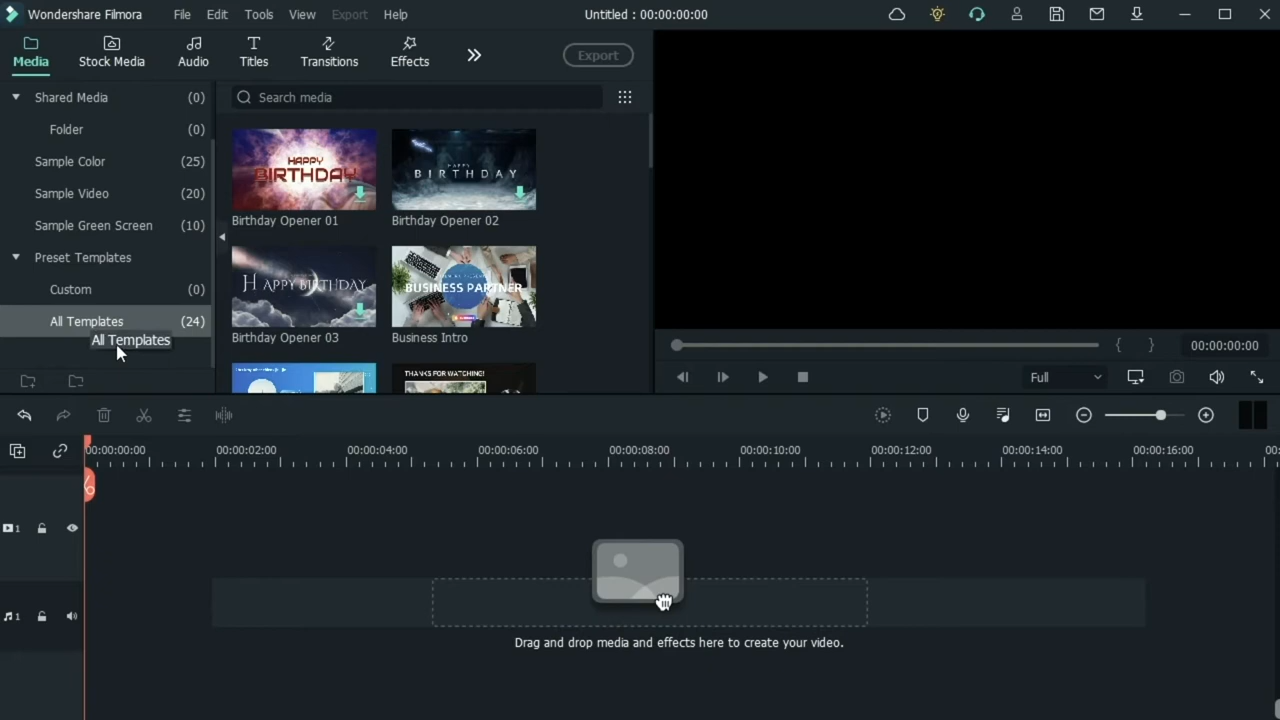 Wondershare Filmora File Edit Tools View Export Help Untitled : 00:00:00:00
Media Stock Media Audio Titles Transitions Effects Export
Shared Media (0)
Folder (0)
Sample Color (25)
Sample Video (20)
Sample Green Screen (10)
Preset Templates
Custom (0)
All Templates (24)
All Templates
Search media
HAPPY
BIRTHDAY
Birthday Opener 01
HAPPY
BIRTHDAY
Birthday Opener 02
HAPPY BIRTHDAY
Birthday Opener 03
BUSINESS PARTNER
Business Intro
THANKS FOR WATCHING!
{ } 00:00:00:00
Full
00:00:00:00 00:00:02:00 00:00:04:00 00:00:06:00 00:00:08:00 00:00:10:00 00:00:12:00 00:00:14:00 00:00:16:00 00:
1
1
Drag and drop media and effects here to create your video.